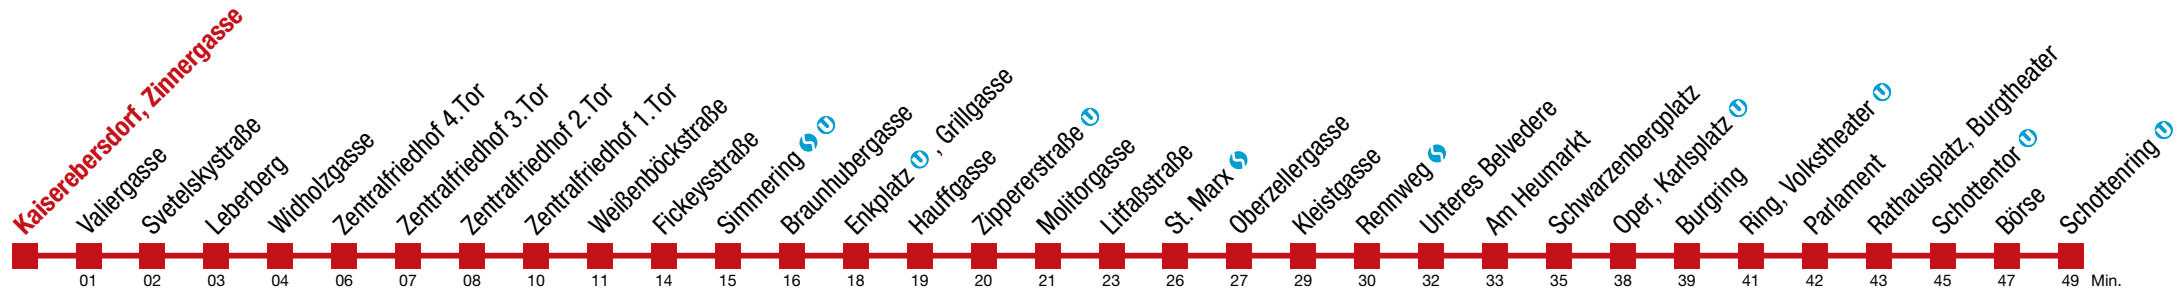 Kaiserebersdorf, Zinnergasse
Valiergasse
Svetelskystraße
Leberberg
Widholzgasse
Zentralfriedhof 4.Tor
Zentralfriedhof 3.Tor
Zentralfriedhof 2.Tor
Zentralfriedhof 1.Tor
Weißenböckstraße
Fickeysstraße
Simmering S U
Braunhubergasse
Enkplatz U , Grillgasse
Hauffgasse
Zippererstraße U
Molitorgasse
Litfaßstraße
St. Marx S
Oberzellergasse
Kleistgasse
Rennweg S
Unteres Belvedere
Am Heumarkt
Schwarzenbergplatz
Oper, Karlsplatz U
Burgring
Ring, Volkstheater U
Parlament
Rathausplatz, Burgtheater
Schottentor U
Börse
Schottenring U
01 02 03 04 06 07 08 10 11 14 15 16 18 19 20 21 23 26 27 29 30 32 33 35 38 39 41 42 43 45 47 49 Min.